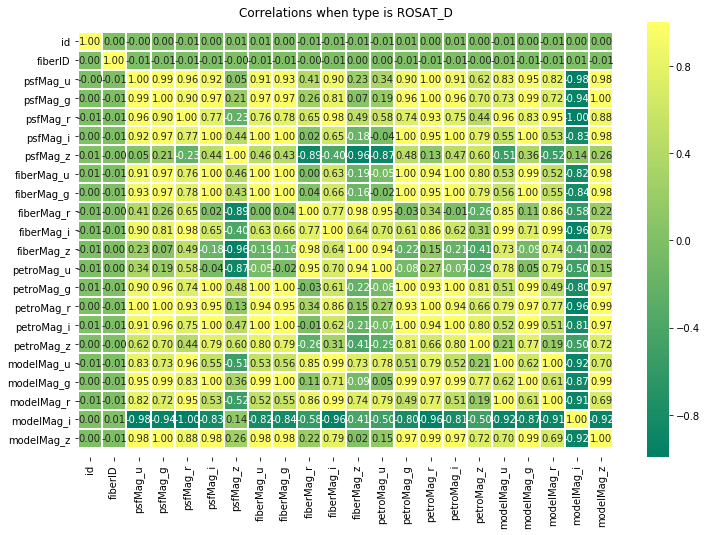 Correlations when type is ROSAT_D
id 1.00 0.00 -0.00 -0.00 -0.01 0.00 0.01 0.01 0.00 -0.01 -0.01 -0.01 -0.01 0.01 0.00 0.01 0.00 -0.01 0.00 -0.01 0.00 0.00
fiberID 0.00 1.00 -0.01 -0.01 -0.01 -0.01 -0.00 -0.01 -0.01 -0.00 -0.01 0.00 -0.00 -0.01 -0.01 -0.01 -0.01 -0.01 -0.01 -0.01 0.01 -0.01
psfMag_u -0.00 -0.01 1.00 0.99 0.96 0.92 0.05 0.91 0.93 0.41 0.90 0.23 0.34 0.90 1.00 0.91 0.62 0.83 0.95 0.82 -0.98 0.98
psfMag_g -0.00 -0.01 0.99 1.00 0.90 0.97 0.21 0.97 0.97 0.26 0.81 0.07 0.19 0.96 1.00 0.96 0.70 0.73 0.99 0.72 -0.94 1.00
psfMag_r -0.01 -0.01 0.96 0.90 1.00 0.77 -0.23 0.76 0.78 0.65 0.98 0.49 0.58 0.74 0.93 0.75 0.44 0.96 0.83 0.95 -1.00 0.88
psfMag_i 0.00 -0.01 0.92 0.97 0.77 1.00 0.44 1.00 1.00 0.02 0.65 -0.18 -0.04 1.00 0.95 1.00 0.79 0.55 1.00 0.53 -0.83 0.98
psfMag_z 0.01 -0.00 0.05 0.21 -0.23 0.44 1.00 0.46 0.43 -0.89 -0.40 -0.96 -0.87 0.48 0.13 0.47 0.60 -0.51 0.36 -0.52 0.14 0.26
fiberMag_u 0.01 -0.01 0.91 0.97 0.76 1.00 0.46 1.00 1.00 0.00 0.63 -0.19 -0.05 1.00 0.94 1.00 0.80 0.53 0.99 0.52 -0.82 0.98
fiberMag_g 0.00 -0.01 0.93 0.97 0.78 1.00 0.43 1.00 1.00 0.04 0.66 -0.16 -0.02 1.00 0.95 1.00 0.79 0.56 1.00 0.55 -0.84 0.98
fiberMag_r -0.01 -0.00 0.41 0.26 0.65 0.02 -0.89 0.00 0.04 1.00 0.77 0.98 0.95 -0.03 0.34 -0.01 -0.26 0.85 0.11 0.86 -0.58 0.22
fiberMag_i -0.01 -0.01 0.90 0.81 0.98 0.65 -0.40 0.63 0.66 0.77 1.00 0.64 0.70 0.61 0.86 0.62 0.31 0.99 0.71 0.99 -0.96 0.79
fiberMag_z -0.01 0.00 0.23 0.07 0.49 -0.18 -0.96 -0.19 -0.16 0.98 0.64 1.00 0.94 -0.22 0.15 -0.21 -0.41 0.73 -0.09 0.74 -0.41 0.02
petroMag_u -0.01 -0.00 0.34 0.19 0.58 -0.04 -0.87 -0.05 -0.02 0.95 0.70 0.94 1.00 -0.08 0.27 -0.07 -0.29 0.78 0.05 0.79 -0.50 0.15
petroMag_g 0.01 -0.01 0.90 0.96 0.74 1.00 0.48 1.00 1.00 -0.03 0.61 -0.22 -0.08 1.00 0.93 1.00 0.81 0.51 0.99 0.49 -0.80 0.97
petroMag_r 0.00 -0.01 1.00 1.00 0.93 0.95 0.13 0.94 0.95 0.34 0.86 0.15 0.27 0.93 1.00 0.94 0.66 0.79 0.97 0.77 -0.96 0.99
petroMag_i 0.01 -0.01 0.91 0.96 0.75 1.00 0.47 1.00 1.00 -0.01 0.62 -0.21 -0.07 1.00 0.94 1.00 0.80 0.52 0.99 0.51 -0.81 0.97
petroMag_z 0.00 -0.01 0.62 0.70 0.44 0.79 0.60 0.80 0.79 -0.26 0.31 -0.41 -0.29 0.81 0.66 0.80 1.00 0.21 0.77 0.19 -0.50 0.72
modelMag_u -0.01 -0.01 0.83 0.73 0.96 0.55 -0.51 0.53 0.56 0.85 0.99 0.73 0.78 0.51 0.79 0.52 0.21 1.00 0.62 1.00 -0.92 0.70
modelMag_g 0.00 -0.01 0.95 0.99 0.83 1.00 0.36 0.99 1.00 0.11 0.71 -0.09 0.05 0.99 0.97 0.99 0.77 0.62 1.00 0.61 -0.87 0.99
modelMag_r -0.01 -0.01 0.82 0.72 0.95 0.53 -0.52 0.52 0.55 0.86 0.99 0.74 0.79 0.49 0.77 0.51 0.19 1.00 0.61 1.00 -0.91 0.69
modelMag_i 0.00 0.01 -0.98 -0.94 -1.00 -0.83 0.14 -0.82 -0.84 -0.58 -0.96 -0.41 -0.50 -0.80 -0.96 -0.81 -0.50 -0.92 -0.87 -0.91 1.00 -0.92
modelMag_z 0.00 -0.01 0.98 1.00 0.88 0.98 0.26 0.98 0.98 0.22 0.79 0.02 0.15 0.97 0.99 0.97 0.72 0.70 0.99 0.69 -0.92 1.00
id fiberID psfMag_u psfMag_g psfMag_r psfMag_i psfMag_z fiberMag_u fiberMag_g fiberMag_r fiberMag_i fiberMag_z petroMag_u petroMag_g petroMag_r petroMag_i petroMag_z modelMag_u modelMag_g modelMag_r modelMag_i modelMag_z
0.8
0.4
0.0
−0.4
−0.8